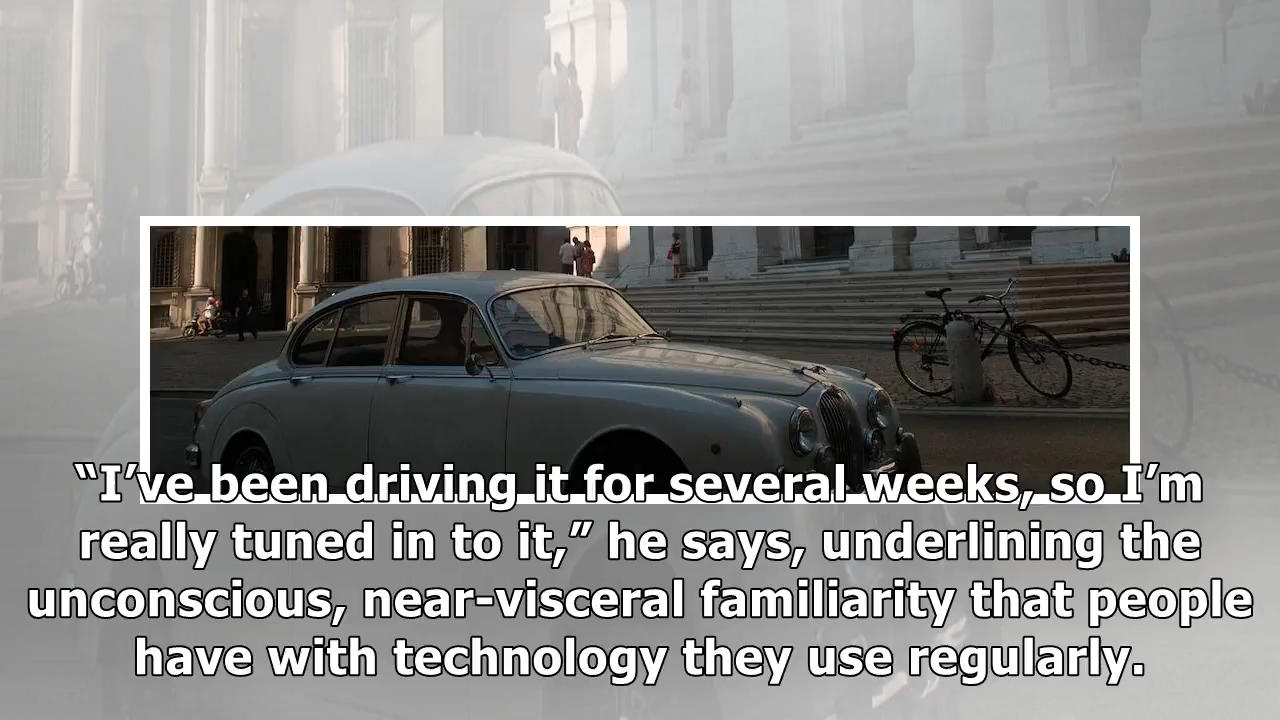 “I’ve been driving it for several weeks, so I’m
really tuned in to it,” he says, underlining the
unconscious, near-visceral familiarity that people
have with technology they use regularly.